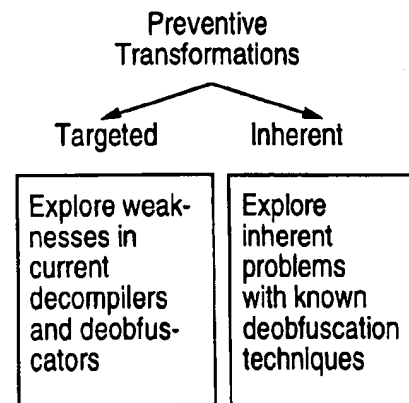 Preventive
Transformations
Targeted
Inherent
Explore weak-
nesses in
current
decompilers
and deobfus-
cators
Explore
inherent
problems
with known
deobfuscation
techniques